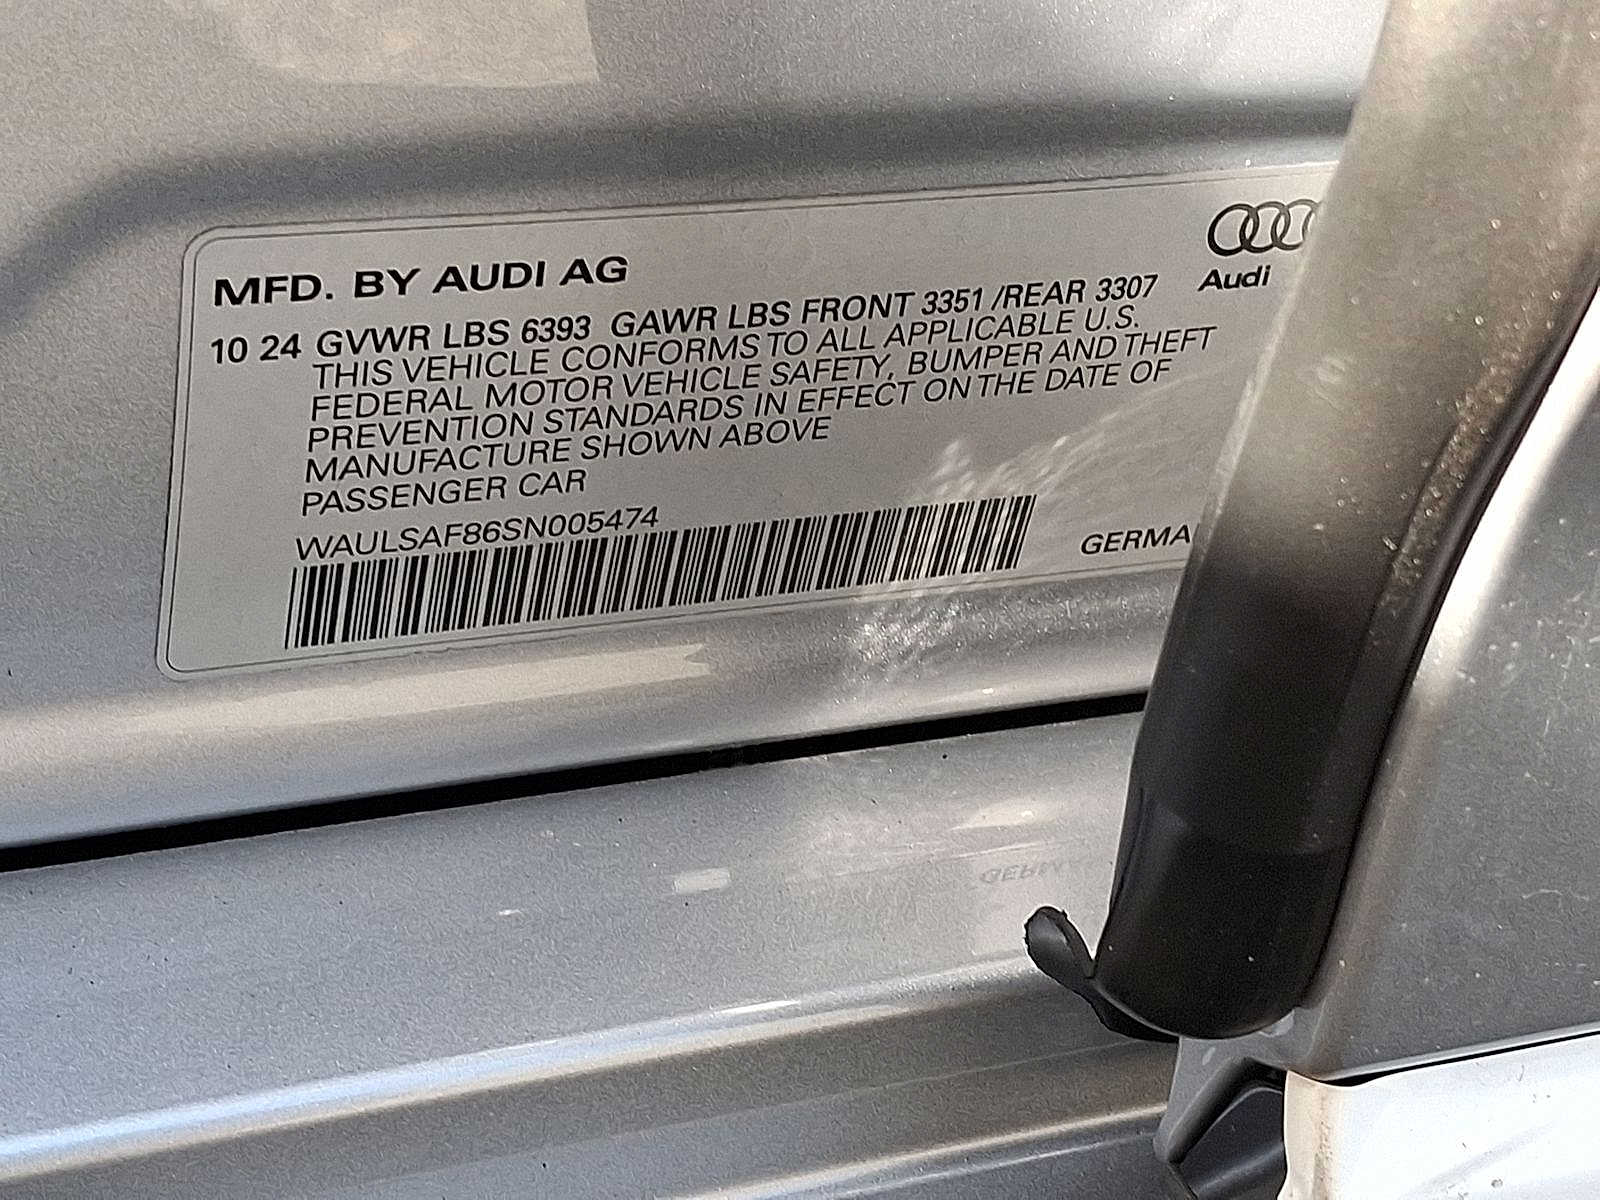 MFD. BY AUDI AG
Audi
10 24 GVWR LBS 6393 GAWR LBS FRONT 3351 /REAR 3307
THIS VEHICLE CONFORMS TO ALL APPLICABLE U.S.
FEDERAL MOTOR VEHICLE SAFETY, BUMPER AND THEFT
PREVENTION STANDARDS IN EFFECT ON THE DATE OF
MANUFACTURE SHOWN ABOVE
PASSENGER CAR
WAULSAF86SN005474
GERMA